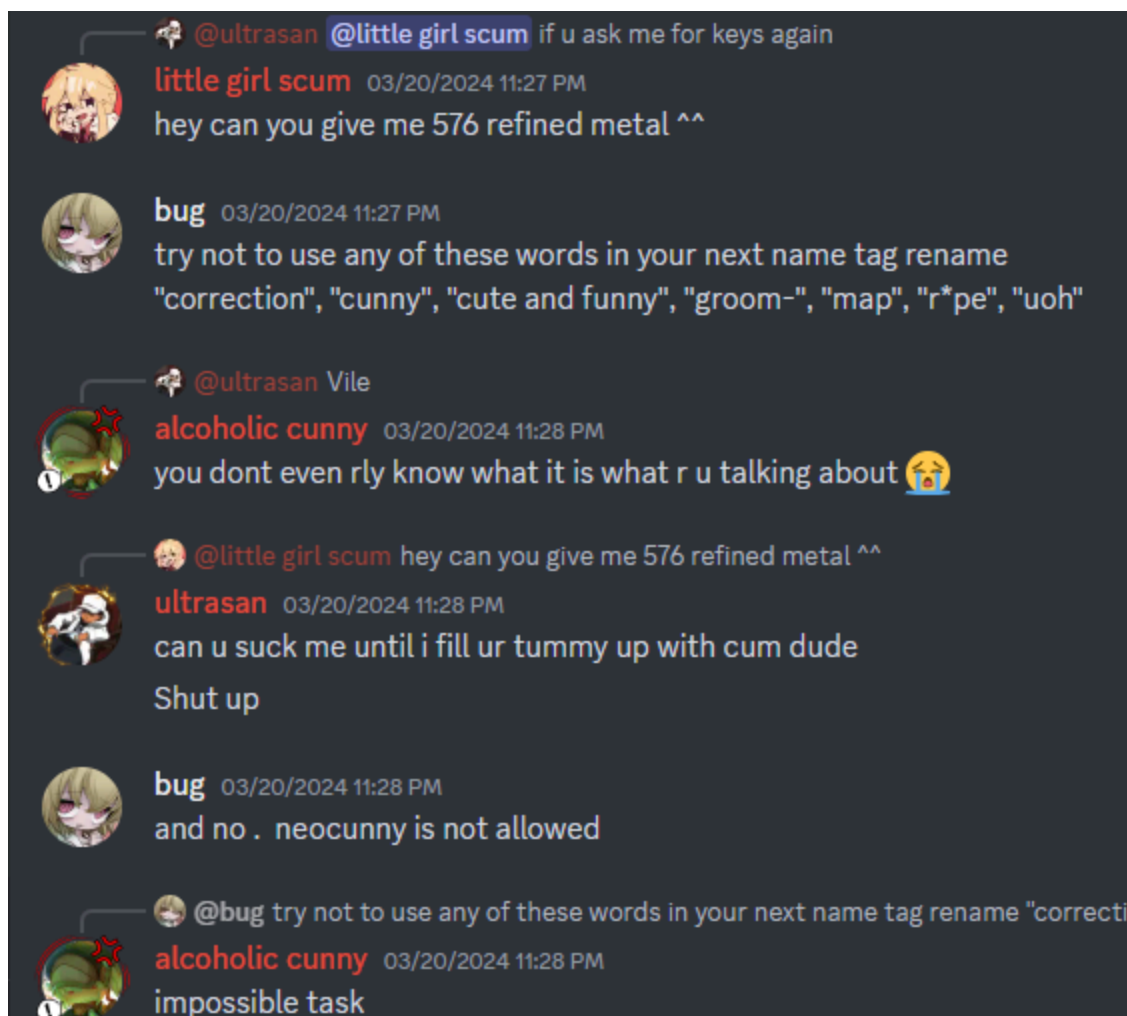 @ultrasan @little girl scum if u ask me for keys again
little girl scum 03/20/2024 11:27 PM
hey can you give me 576 refined metal ^^
bug 03/20/2024 11:27 PM
try not to use any of these words in your next name tag rename
"correction", "cunny", "cute and funny", "groom-", "map", "r*pe", "uoh"
@ultrasan Vile
alcoholic cunny 03/20/2024 11:28 PM
you dont even rly know what it is what r u talking about 😭
@little girl scum hey can you give me 576 refined metal ^^
ultrasan 03/20/2024 11:28 PM
can u suck me until i fill ur tummy up with cum dude
Shut up
bug 03/20/2024 11:28 PM
and no . neocunny is not allowed
@bug try not to use any of these words in your next name tag rename "correcti
alcoholic cunny 03/20/2024 11:28 PM
impossible task